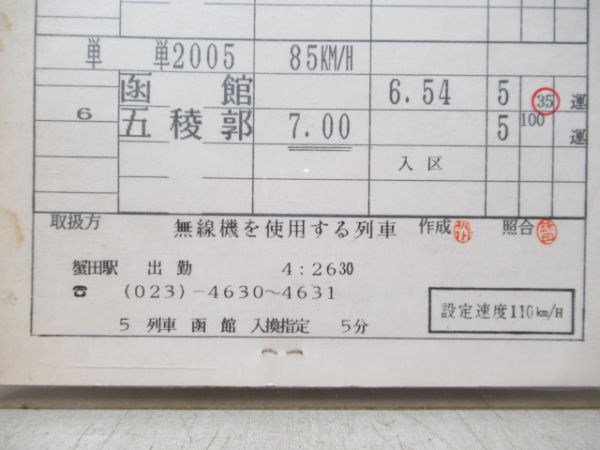 単 単2005 85KM/H
函館 6.54 5 35 運
6 五稜郭 7.00 5 100 運
入区
取扱方 無線機を使用する列車 作成 照合
蟹田駅 出勤 4:2630
☎ (023)-4630~4631
5 列車 函館 入換指定 5分
設定速度110km/H